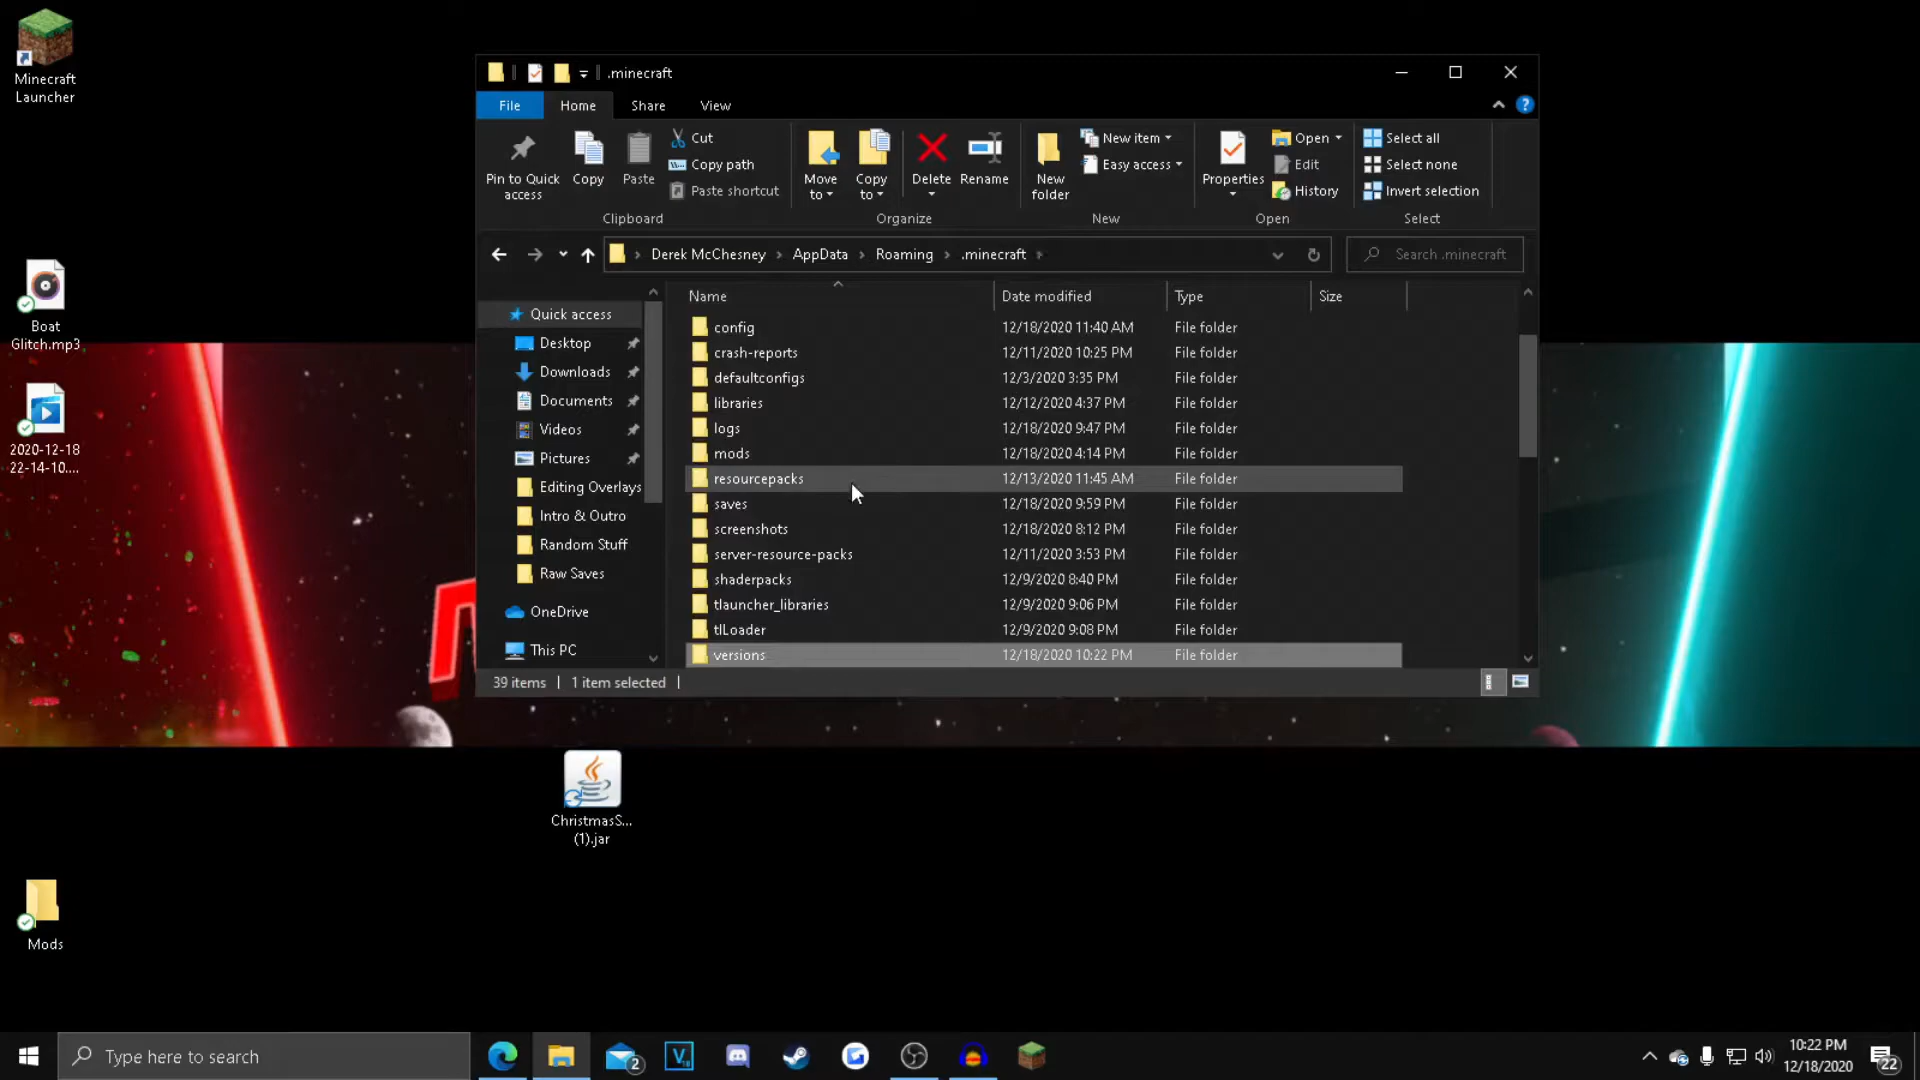 Minecraft
Launcher
Boat
Glitch.mp3
2020-12-18
22-14-10....
Mods
.minecraft
File
Home
Share
View
Pin to Quick
access
Copy
Paste
Cut
Copy path
Paste shortcut
Clipboard
Move
to
Copy
to
Delete
Rename
Organize
New
folder
New item
Easy access
New
Properties
Open
Edit
History
Open
Select all
Select none
Invert selection
Select
Derek McChesney > AppData > Roaming > .minecraft >
Search .minecraft
Quick access
Desktop
Downloads
Documents
Videos
Pictures
Editing Overlays
Intro & Outro
Random Stuff
Raw Saves
OneDrive
This PC
Name Date modified Type Size
config 12/18/2020 11:40 AM File folder
crash-reports 12/11/2020 10:25 PM File folder
defaultconfigs 12/3/2020 3:35 PM File folder
libraries 12/12/2020 4:37 PM File folder
logs 12/18/2020 9:47 PM File folder
mods 12/18/2020 4:14 PM File folder
resourcepacks 12/13/2020 11:45 AM File folder
saves 12/18/2020 9:59 PM File folder
screenshots 12/18/2020 8:12 PM File folder
server-resource-packs 12/11/2020 3:53 PM File folder
shaderpacks 12/9/2020 8:40 PM File folder
tlauncher_libraries 12/9/2020 9:06 PM File folder
tlLoader 12/9/2020 9:08 PM File folder
versions 12/18/2020 10:22 PM File folder
39 items
1 item selected
ChristmasS...
(1).jar
Type here to search
2
10:22 PM
12/18/2020
22